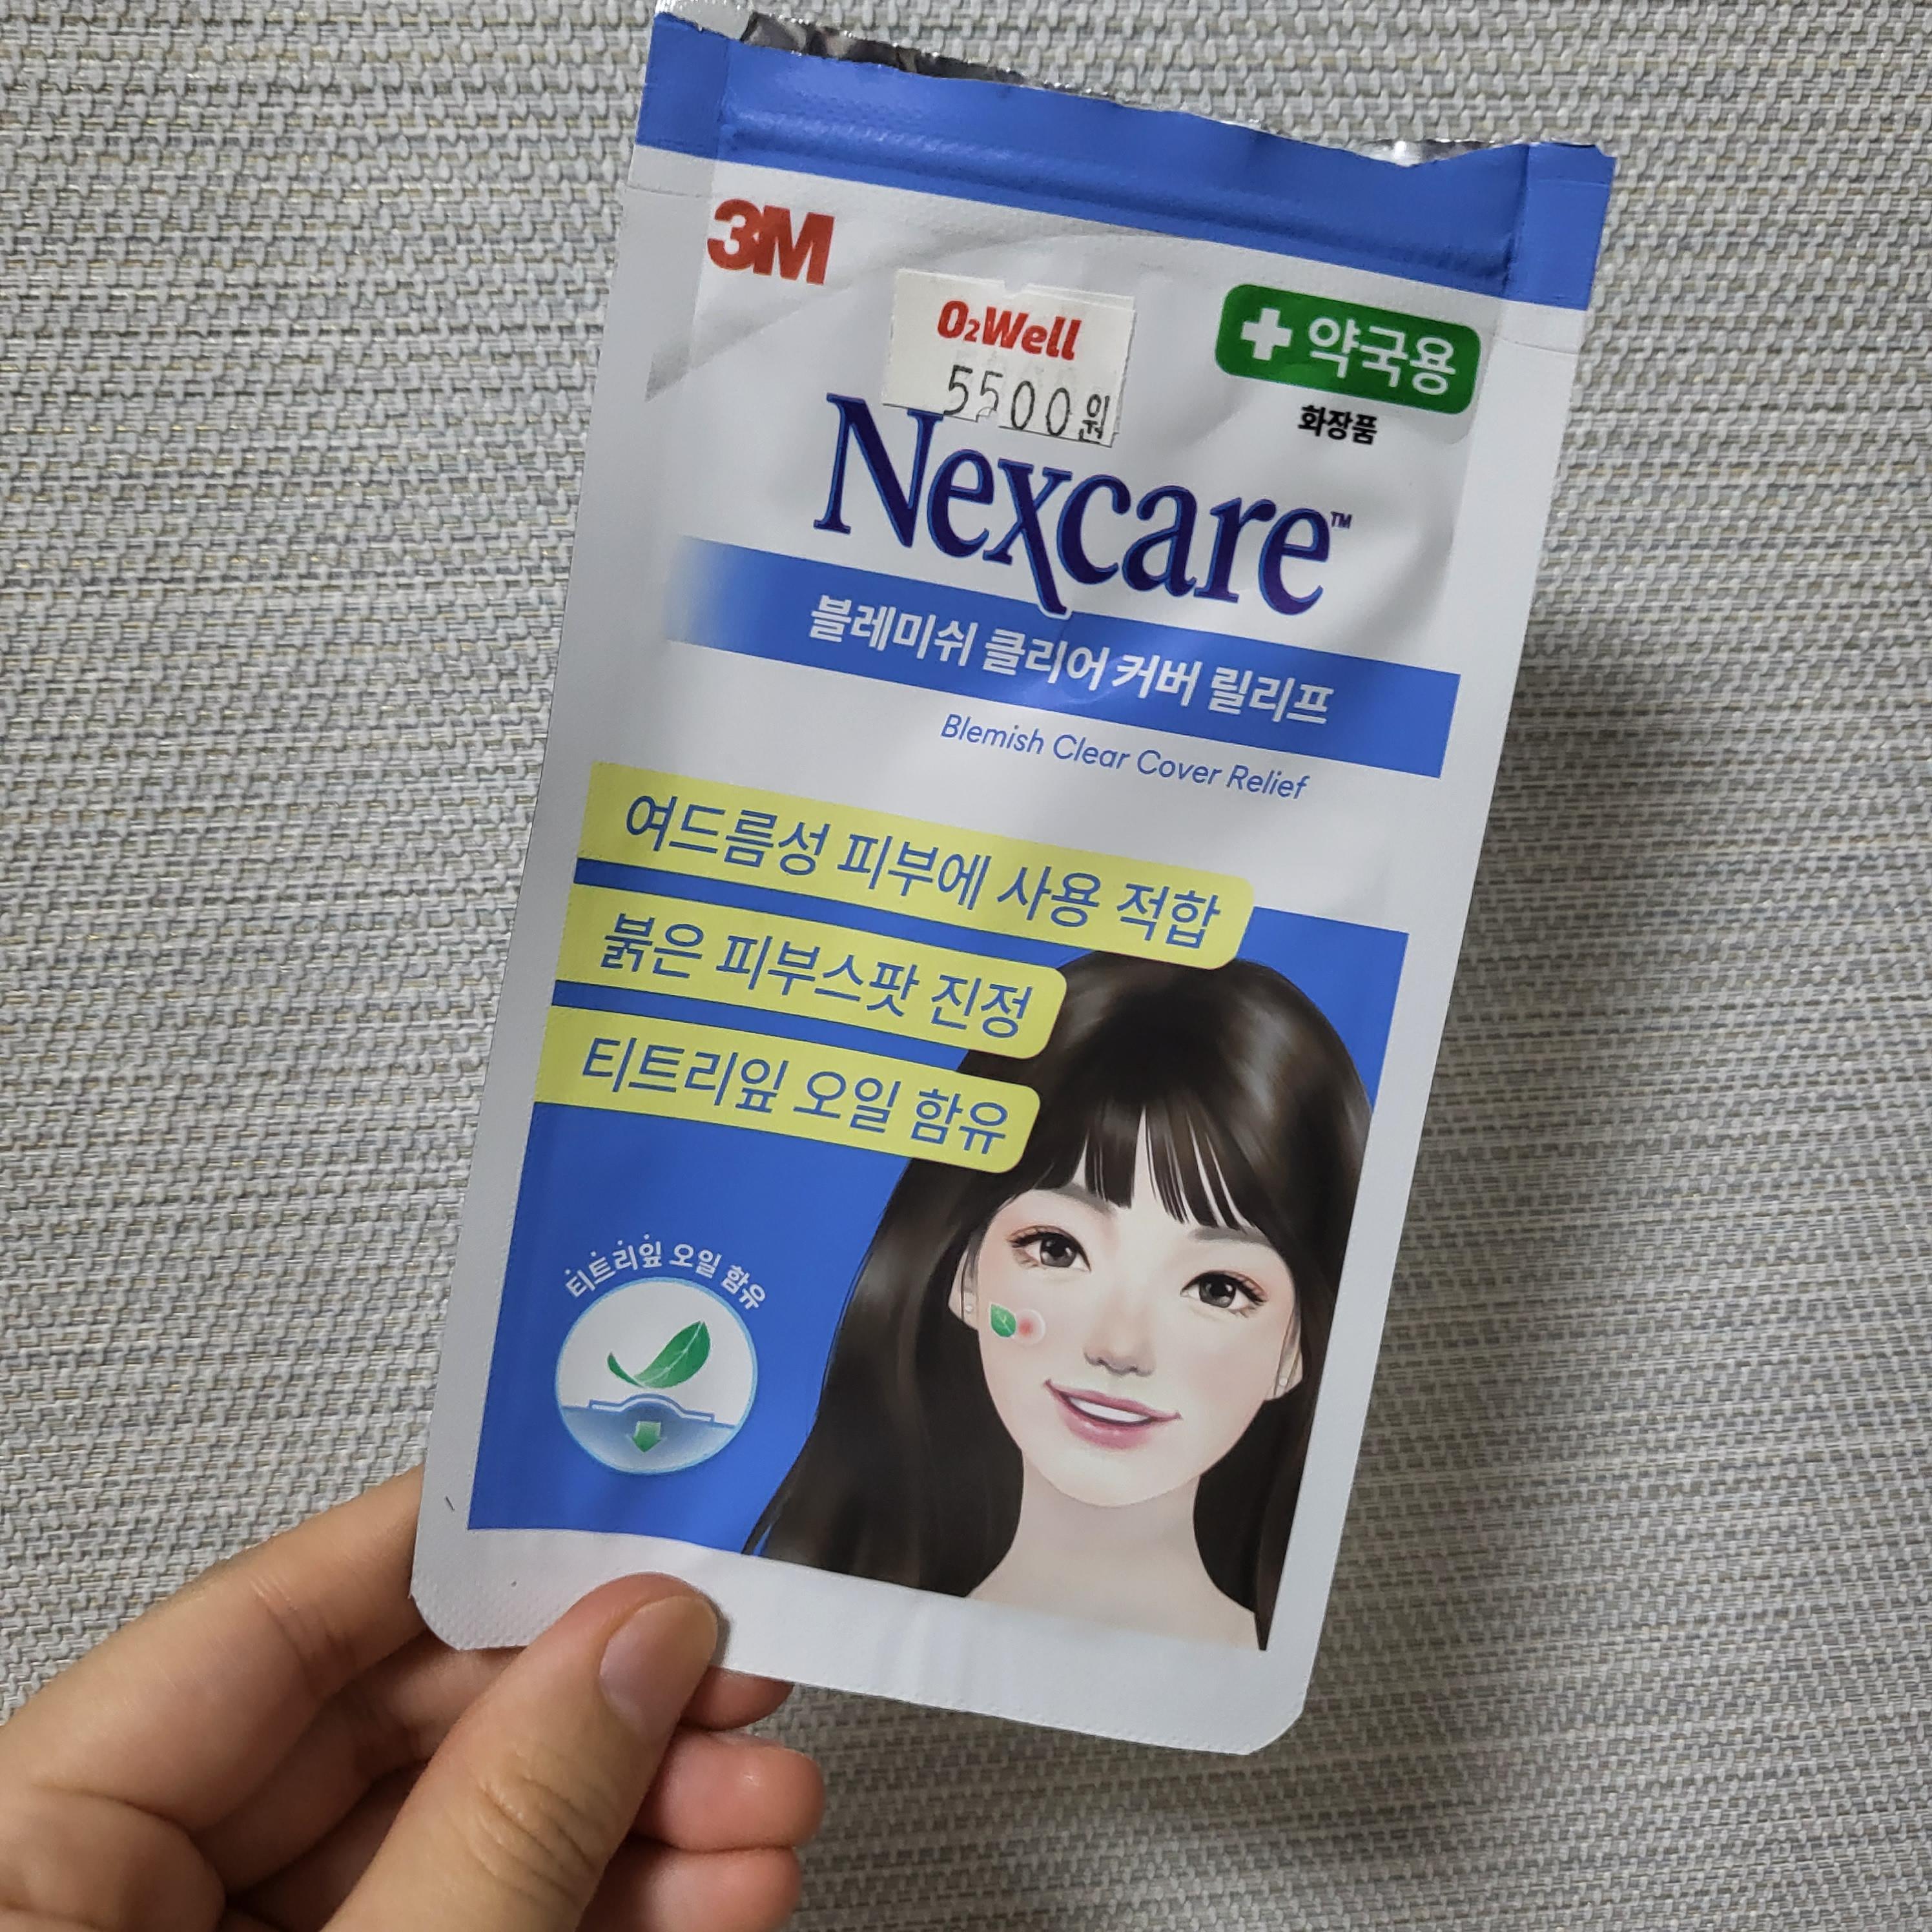 3M
O₂Well
5500원
약국용
화장품
Nexcare™
블레미쉬 클리어 커버 릴리프
Blemish Clear Cover Relief
여드름성 피부에 사용 적합
붉은 피부스팟 진정
티트리잎 오일 함유
티트리잎 오일 함유